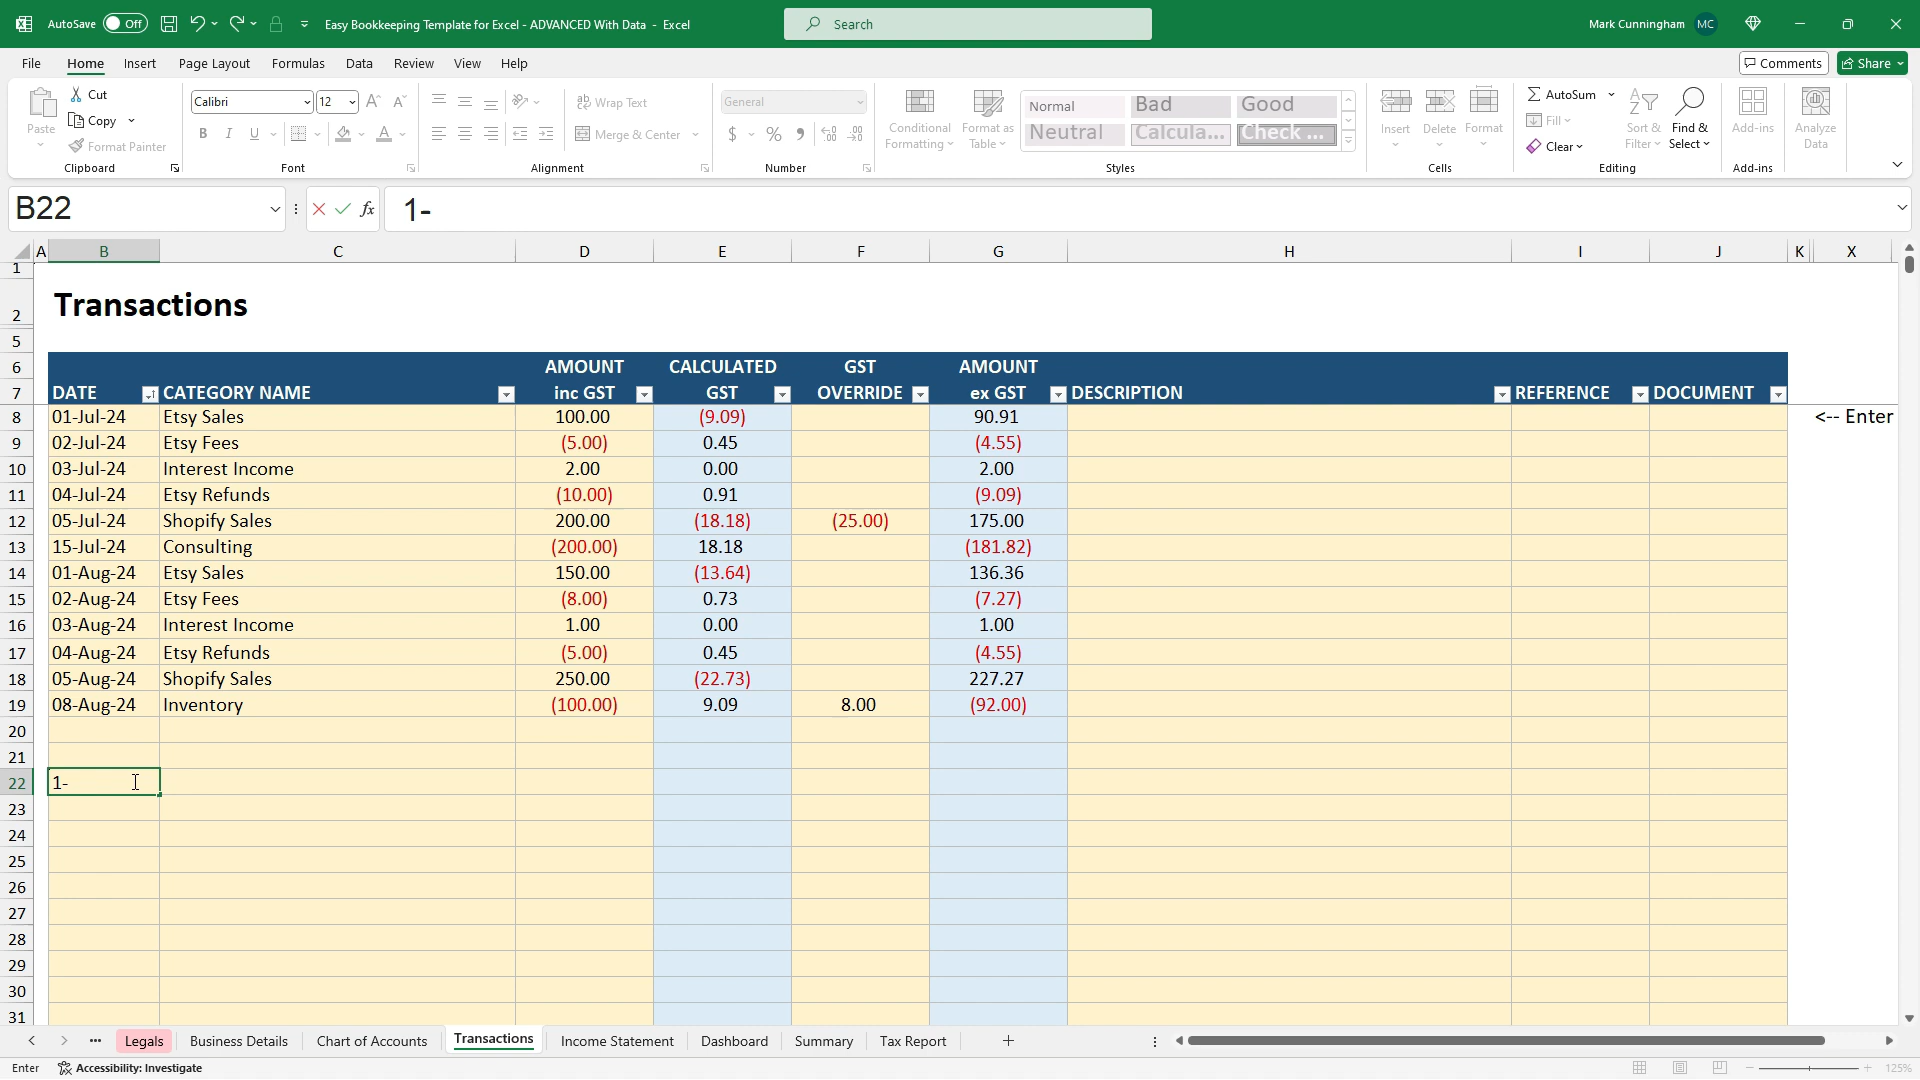 AutoSave Off Easy Bookkeeping Template for Excel - ADVANCED With Data - Excel Search Mark Cunningham MC
File Home Insert Page Layout Formulas Data Review View Help Comments Share
Paste Cut Copy Format Painter Clipboard
Calibri 12 B I U A Font
Wrap Text Merge & Center Alignment
General $ % Number
Conditional Formatting Format as Table
Normal Bad Good
Neutral Calcula... Check ...
Styles
Insert Delete Format Cells
AutoSum Fill Clear Sort & Filter Find & Select Editing
Add-ins Add-ins
Analyze Data
B22 fx 1-
A B C D E F G H I J K X
1
2 Transactions
5
6 AMOUNT CALCULATED GST AMOUNT
7 DATE CATEGORY NAME inc GST GST OVERRIDE ex GST DESCRIPTION REFERENCE DOCUMENT
8 01-Jul-24 Etsy Sales 100.00 (9.09) 90.91 <-- Enter
9 02-Jul-24 Etsy Fees (5.00) 0.45 (4.55)
10 03-Jul-24 Interest Income 2.00 0.00 2.00
11 04-Jul-24 Etsy Refunds (10.00) 0.91 (9.09)
12 05-Jul-24 Shopify Sales 200.00 (18.18) (25.00) 175.00
13 15-Jul-24 Consulting (200.00) 18.18 (181.82)
14 01-Aug-24 Etsy Sales 150.00 (13.64) 136.36
15 02-Aug-24 Etsy Fees (8.00) 0.73 (7.27)
16 03-Aug-24 Interest Income 1.00 0.00 1.00
17 04-Aug-24 Etsy Refunds (5.00) 0.45 (4.55)
18 05-Aug-24 Shopify Sales 250.00 (22.73) 227.27
19 08-Aug-24 Inventory (100.00) 9.09 8.00 (92.00)
20
21
22 1-
23
24
25
26
27
28
29
30
31
Legals Business Details Chart of Accounts Transactions Income Statement Dashboard Summary Tax Report
Enter Accessibility: Investigate 125%